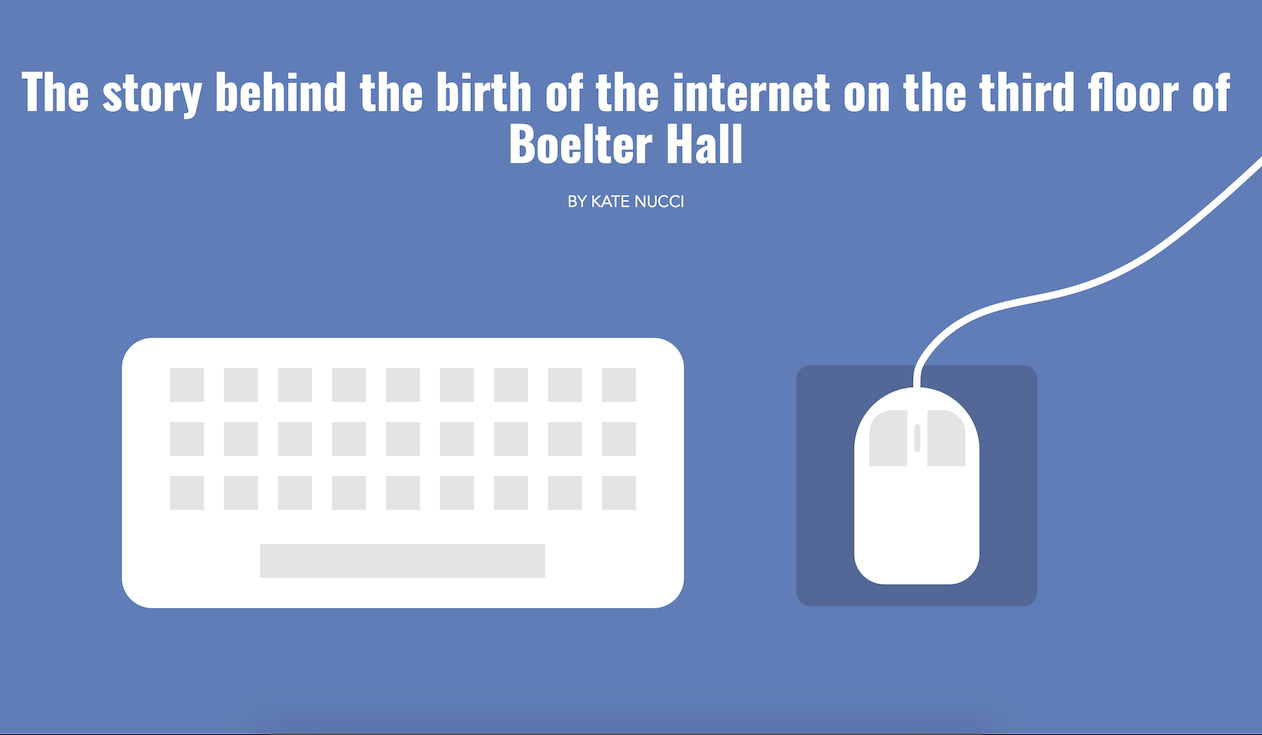 The story behind the birth of the internet on the third floor of
Boelter Hall
BY KATE NUCCI